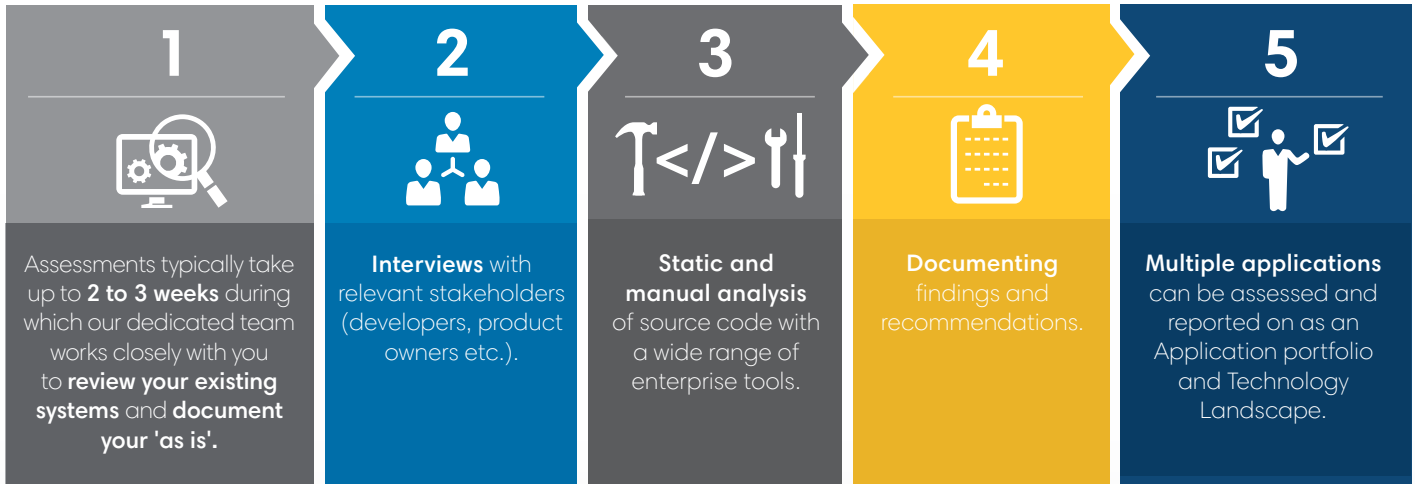 1
Assessments typically take
up to 2 to 3 weeks during
which our dedicated team
works closely with you
to review your existing
systems and document
your 'as is'.
2
Interviews with
relevant stakeholders
(developers, product
owners etc.).
3
</>
Static and
manual analysis
of source code with
a wide range of
enterprise tools.
4
Documenting
findings and
recommendations.
5
Multiple applications
can be assessed and
reported on as an
Application portfolio
and Technology
Landscape.